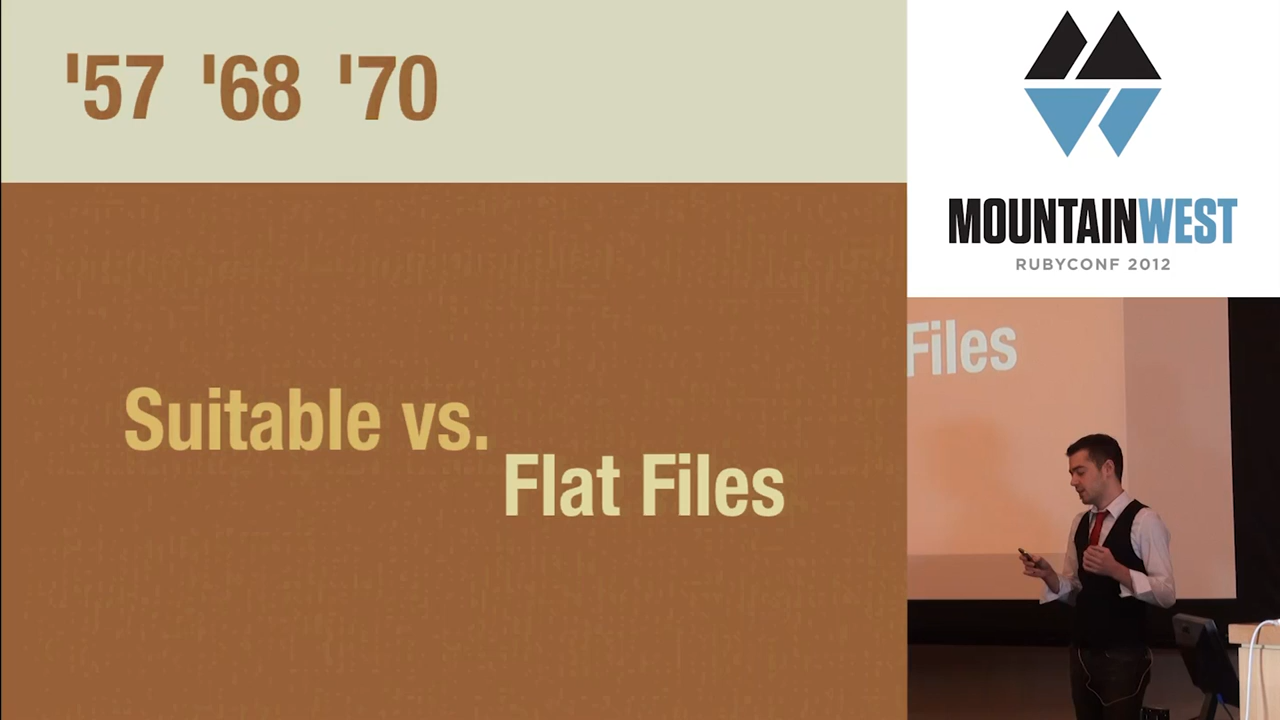 '57 '68 '70
Suitable vs.
Flat Files
MOUNTAINWEST
RUBYCONF 2012
Files